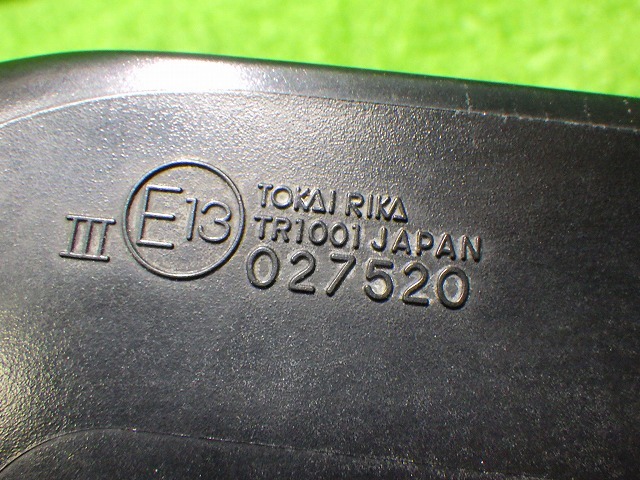 III E13 TOKAI RIKA
TR1001 JAPAN
027520